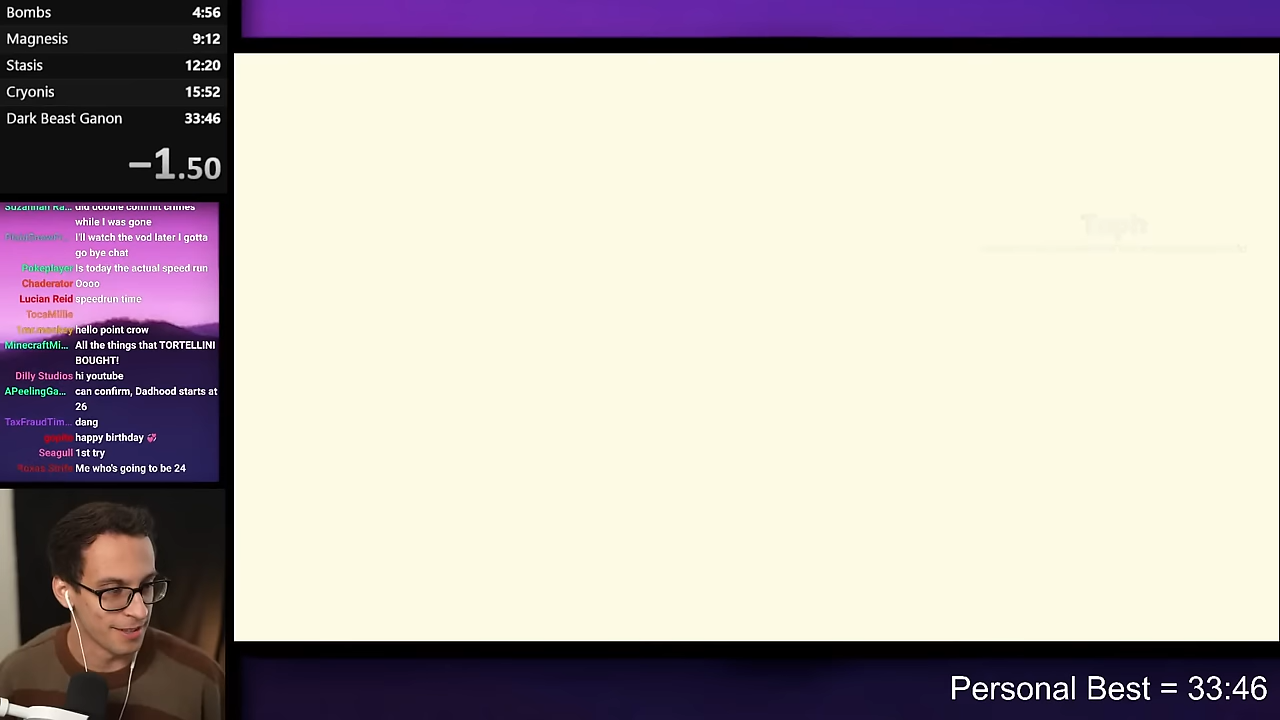 Bombs 4:56
Magnesis 9:12
Stasis 12:20
Cryonis 15:52
Dark Beast Ganon 33:46
−1.50
did doodle commit crimes
while I was gone
I'll watch the vod later I gotta
go bye chat
Pokeplayer Is today the actual speed run
Chaderator Dooo
Lucian Reid speedrun time
TocaMillie
hello point crow
MinecraftMi... All the things that TORTELLINI
BOUGHT!
Dilly Studios hi youtube
APeelingGa... can confirm, Dadhood starts at
26
TaxFraudTim... dang
happy birthday
Seagull 1st try
Me who's going to be 24
Personal Best = 33:46